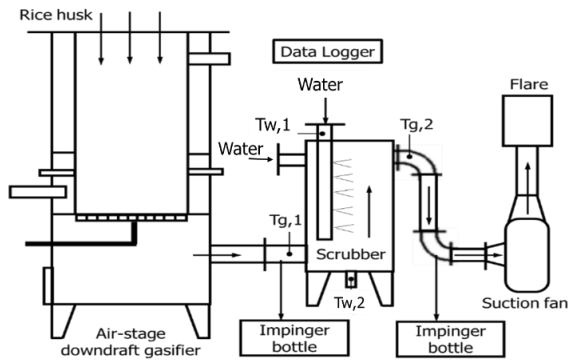 Rice husk
Data Logger
Water
Flare
Tw,1
Tg,2
Water
Tg,1
Scrubber
Tw,2
Suction fan
Air-stage
downdraft gasifier
Impinger
bottle
Impinger
bottle